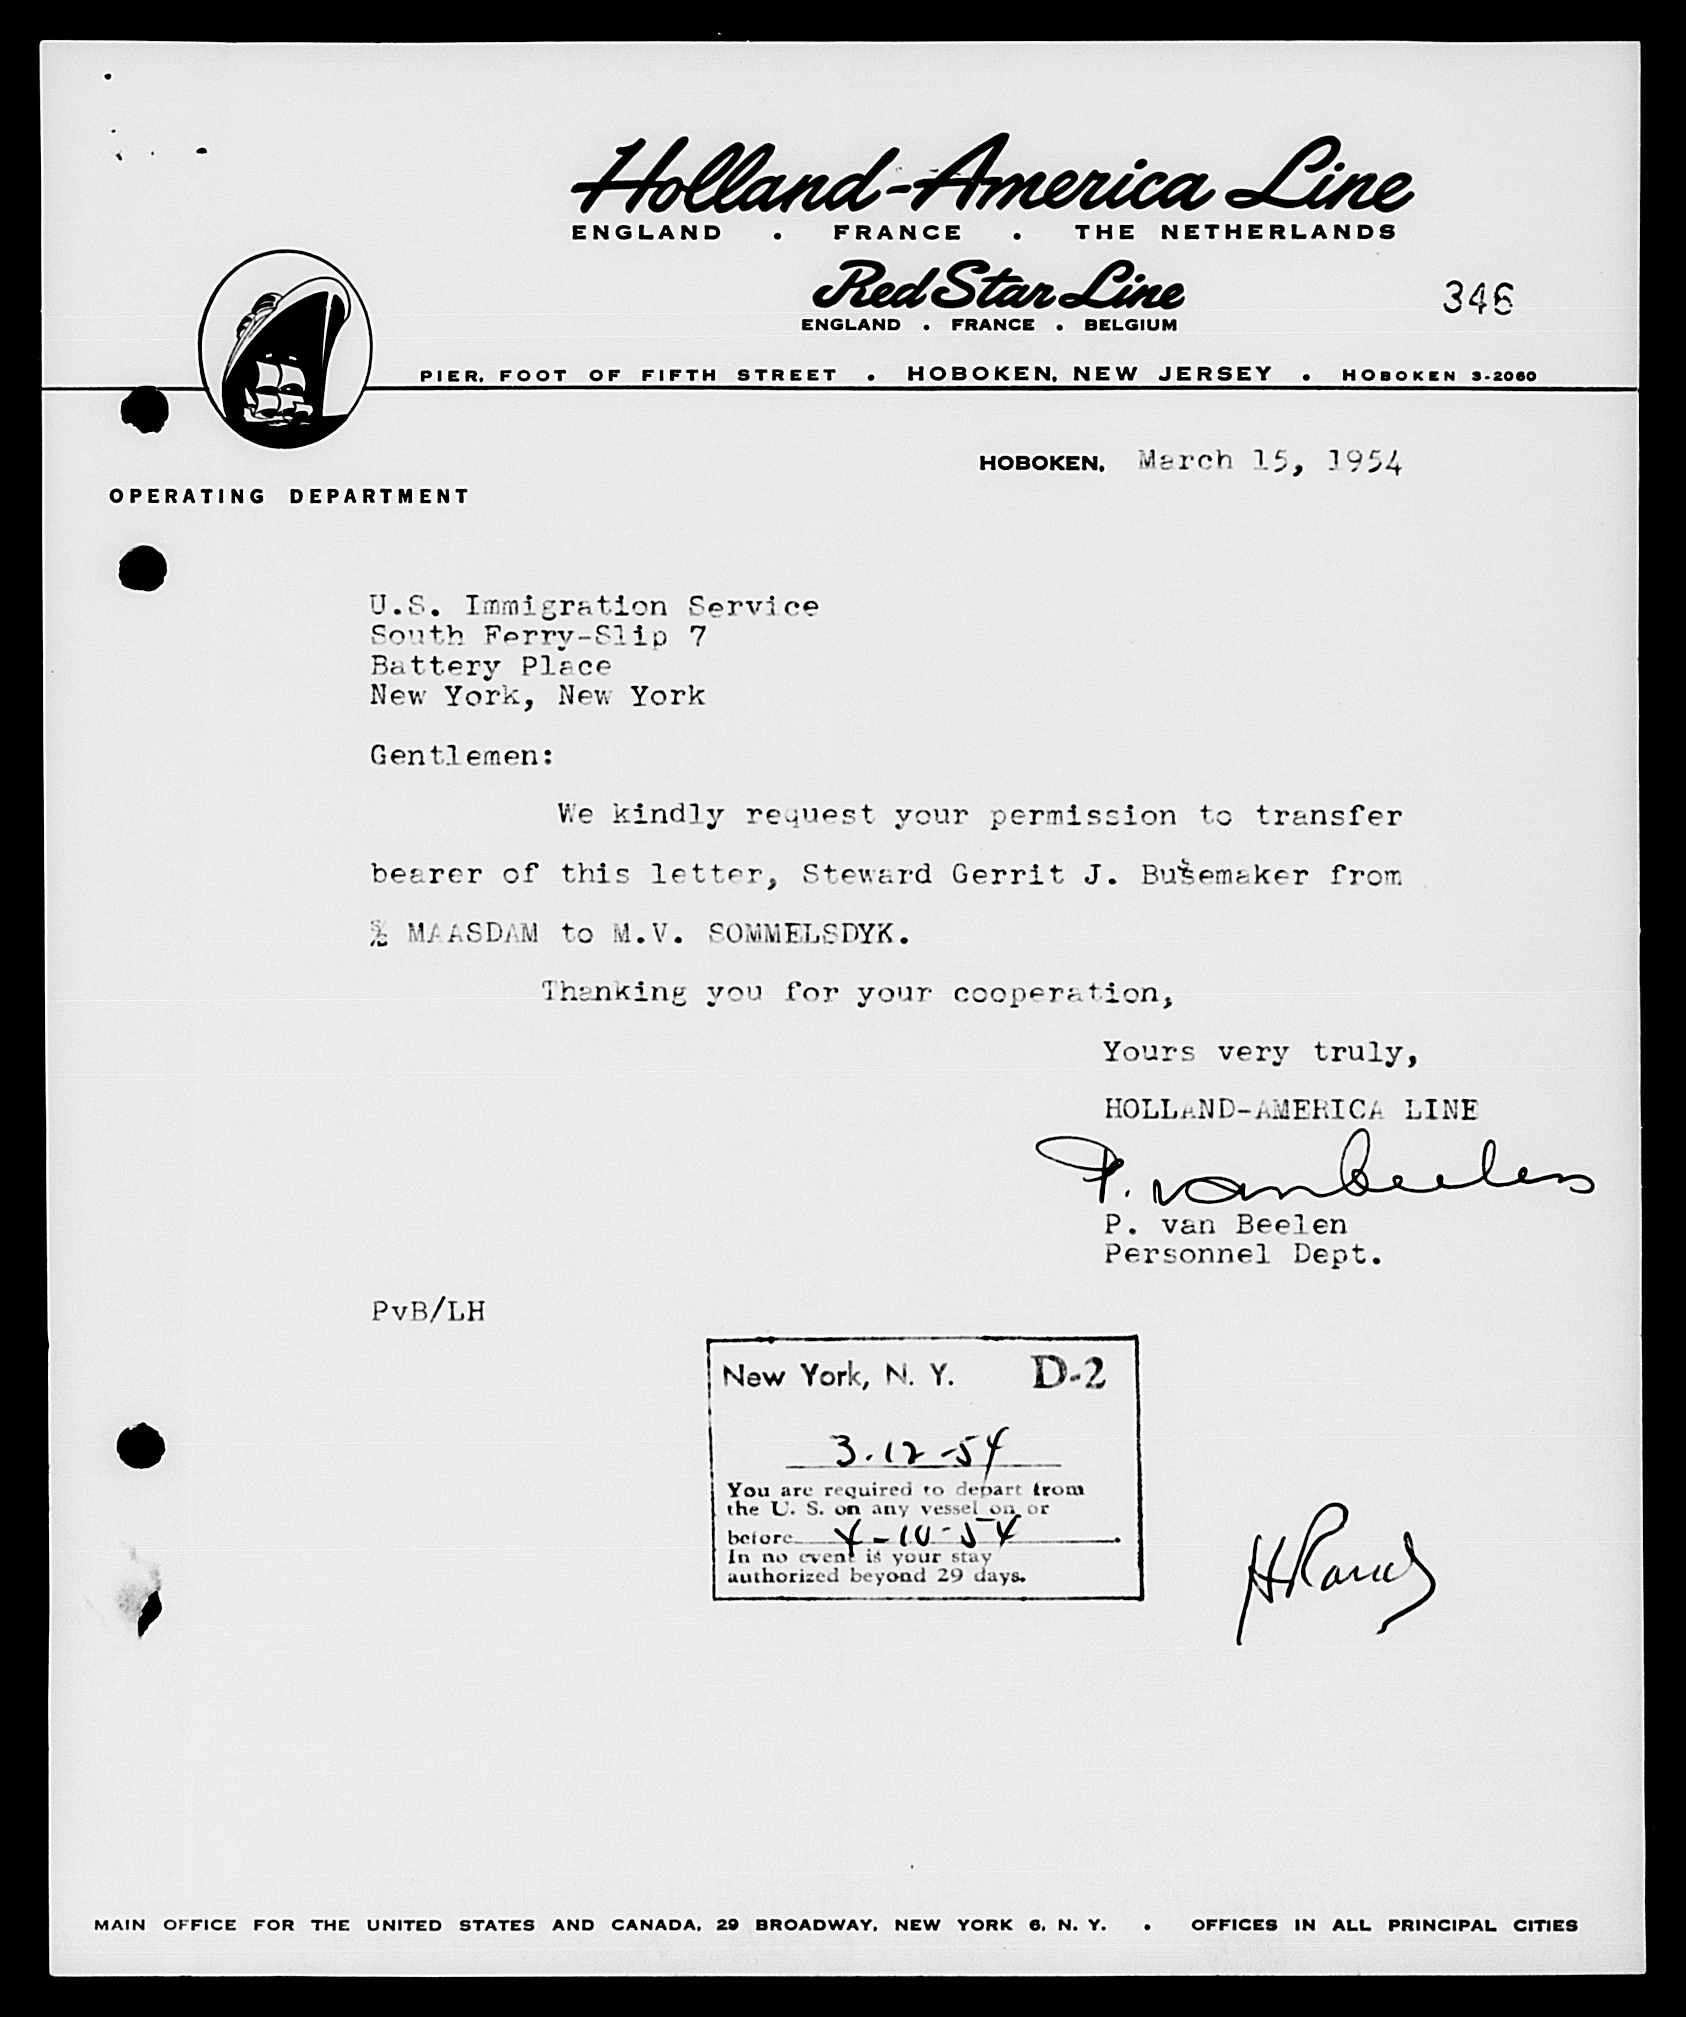 Holland-America Line
ENGLAND . FRANCE . THE NETHERLANDS
Red Star Line
ENGLAND . FRANCE . BELGIUM
346
PIER, FOOT OF FIFTH STREET . HOBOKEN, NEW JERSEY . HOBOKEN 3-2060
HOBOKEN, March 15, 1954
OPERATING DEPARTMENT
U.S. Immigration Service
South Ferry-Slip 7
Battery Place
New York, New York
Gentlemen:
We kindly request your permission to transfer
bearer of this letter, Steward Gerrit J. Busemaker from
MAASDAM to M.V. SOMMELSDYK.
Thanking you for your cooperation,
Yours very truly,
HOLLAND-AMERICA LINE
P. van Beelen
P. van Beelen
Personnel Dept.
PvB/LH
New York, N. Y. D-2
3-12-54
You are required to depart from
the U. S. on any vessel on or
before 4-10-54
In no event is your stay
authorized beyond 29 days.
MAIN OFFICE FOR THE UNITED STATES AND CANADA, 29 BROADWAY, NEW YORK 6, N. Y. . OFFICES IN ALL PRINCIPAL CITIES